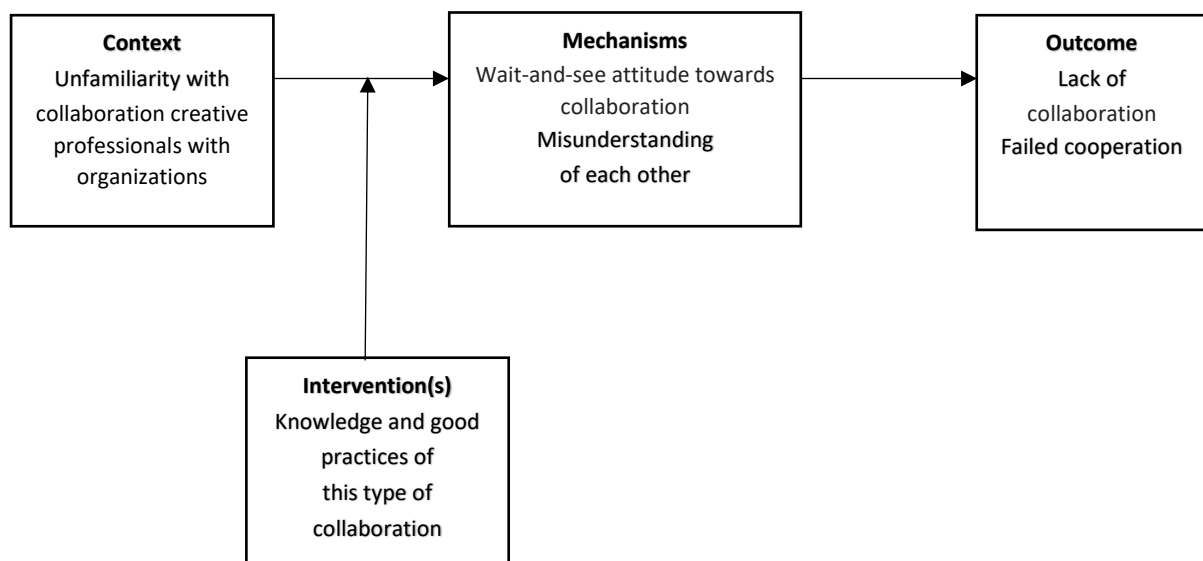 Context
Unfamiliarity with
collaboration creative
professionals with
organizations
Mechanisms
Wait-and-see attitude towards
collaboration
Misunderstanding
of each other
Outcome
Lack of
collaboration
Failed cooperation
Intervention(s)
Knowledge and good
practices of
this type of
collaboration